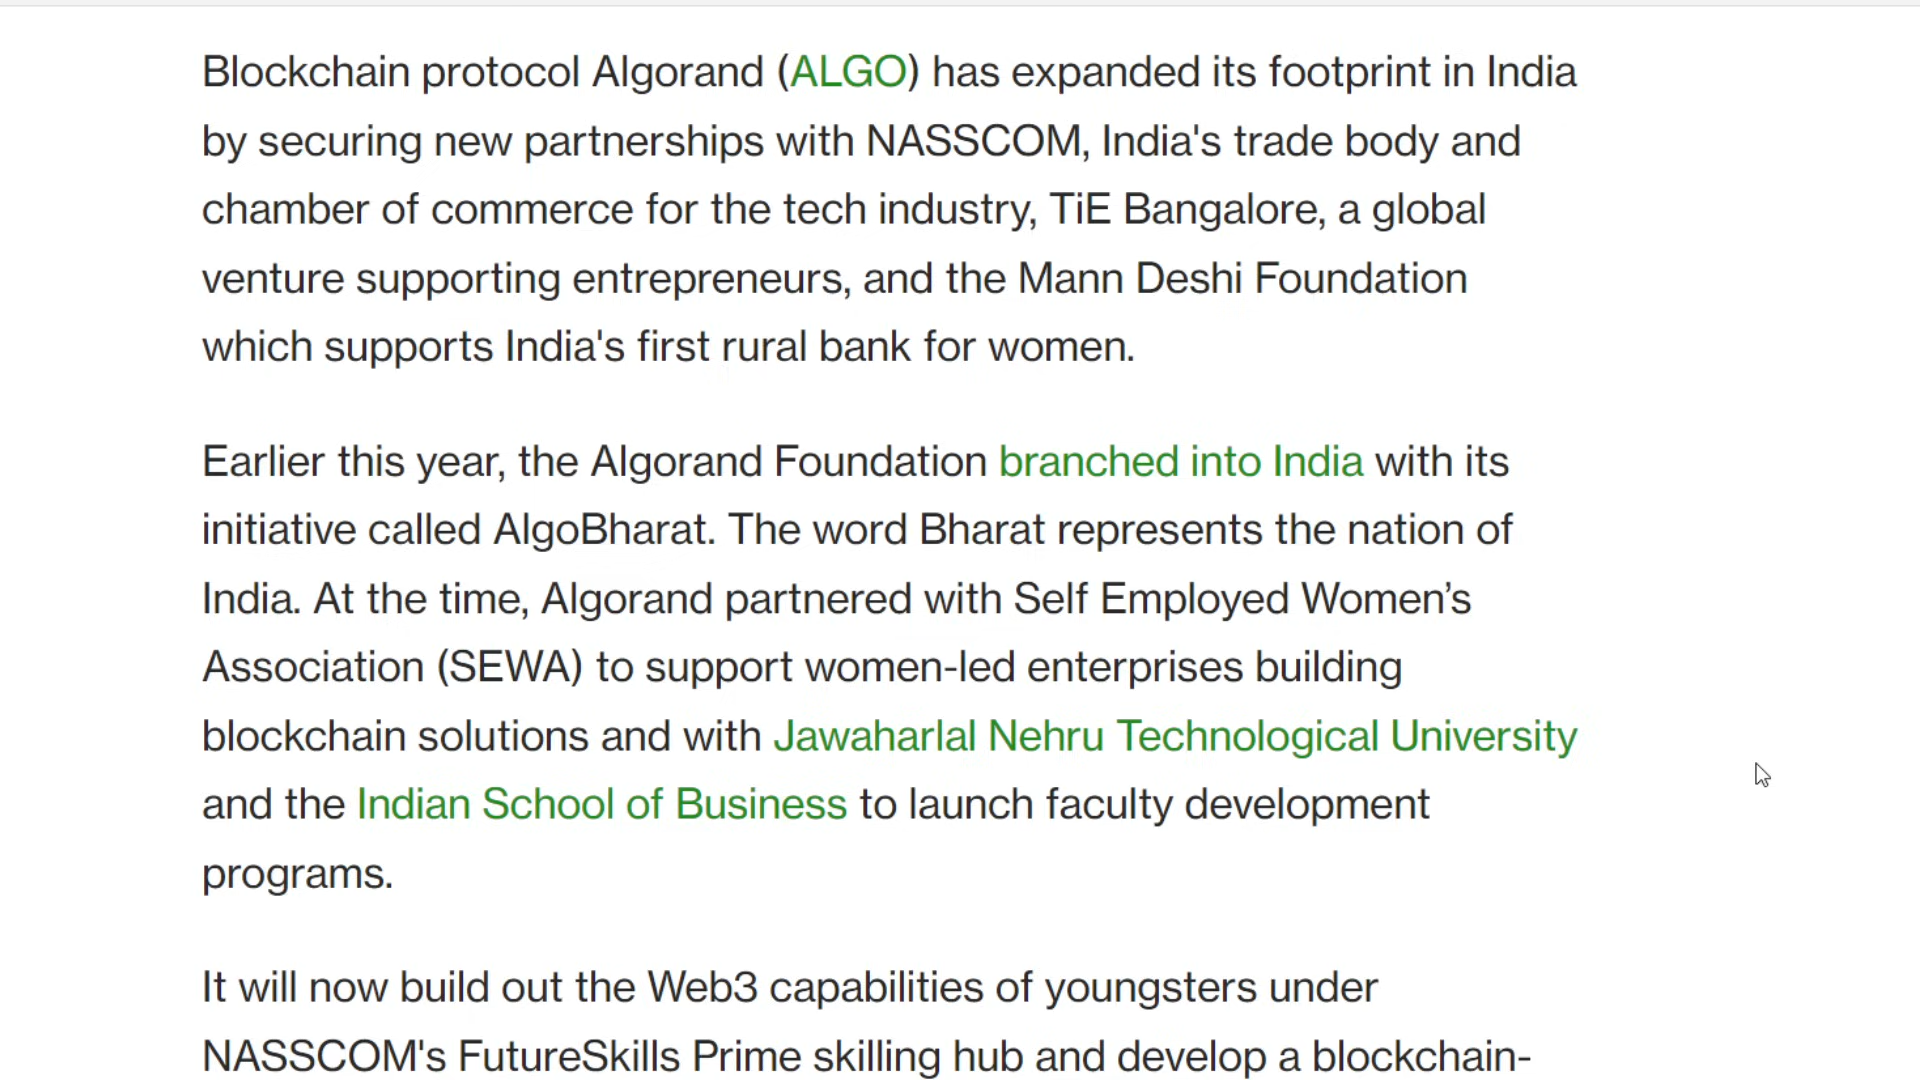 Blockchain protocol Algorand (ALGO) has expanded its footprint in India
by securing new partnerships with NASSCOM, India's trade body and
chamber of commerce for the tech industry, TiE Bangalore, a global
venture supporting entrepreneurs, and the Mann Deshi Foundation
which supports India's first rural bank for women.
Earlier this year, the Algorand Foundation branched into India with its
initiative called AlgoBharat. The word Bharat represents the nation of
India. At the time, Algorand partnered with Self Employed Women’s
Association (SEWA) to support women-led enterprises building
blockchain solutions and with Jawaharlal Nehru Technological University
and the Indian School of Business to launch faculty development
programs.
It will now build out the Web3 capabilities of youngsters under
NASSCOM's FutureSkills Prime skilling hub and develop a blockchain-